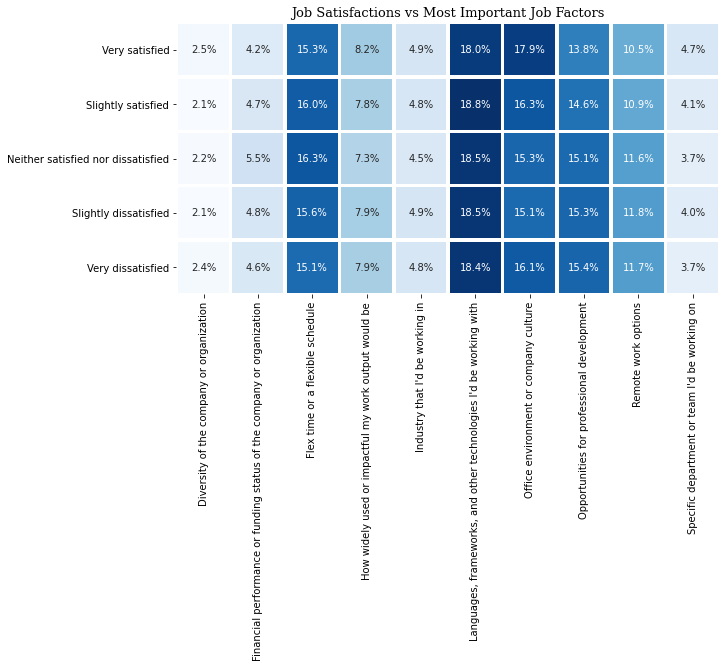 Job Satisfactions vs Most Important Job Factors
Very satisfied 2.5% 4.2% 15.3% 8.2% 4.9% 18.0% 17.9% 13.8% 10.5% 4.7%
Slightly satisfied 2.1% 4.7% 16.0% 7.8% 4.8% 18.8% 16.3% 14.6% 10.9% 4.1%
Neither satisfied nor dissatisfied 2.2% 5.5% 16.3% 7.3% 4.5% 18.5% 15.3% 15.1% 11.6% 3.7%
Slightly dissatisfied 2.1% 4.8% 15.6% 7.9% 4.9% 18.5% 15.1% 15.3% 11.8% 4.0%
Very dissatisfied 2.4% 4.6% 15.1% 7.9% 4.8% 18.4% 16.1% 15.4% 11.7% 3.7%
Diversity of the company or organization
Financial performance or funding status of the company or organization
Flex time or a flexible schedule
How widely used or impactful my work output would be
Industry that I'd be working in
Languages, frameworks, and other technologies I'd be working with
Office environment or company culture
Opportunities for professional development
Remote work options
Specific department or team I'd be working on